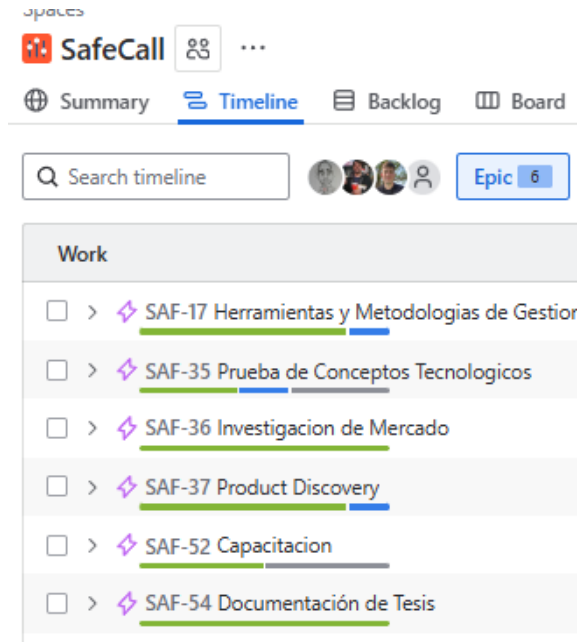 Spaces
SafeCall
Summary Timeline Backlog Board
Search timeline Epic 6
Work
SAF-17 Herramientas y Metodologias de Gestion
SAF-35 Prueba de Conceptos Tecnologicos
SAF-36 Investigacion de Mercado
SAF-37 Product Discovery
SAF-52 Capacitacion
SAF-54 Documentación de Tesis